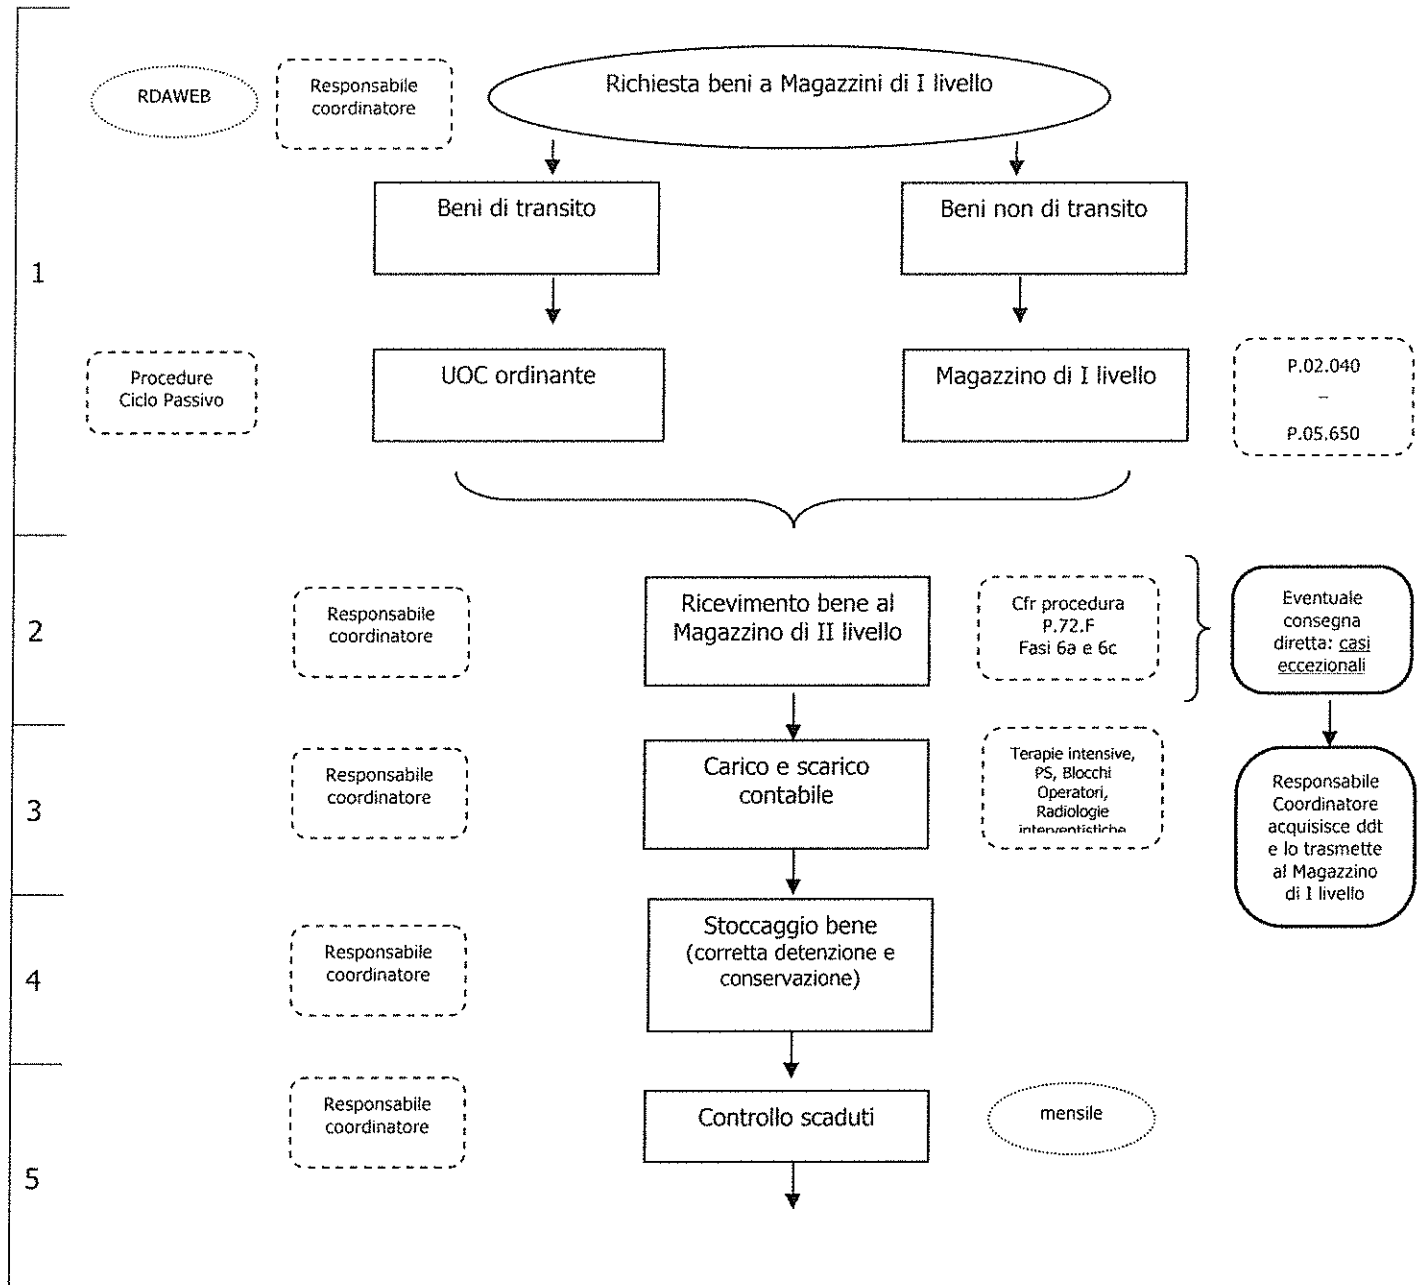 RDAWEB
Responsabile
coordinatore
Richiesta beni a Magazzini di I livello
Beni di transito
Beni non di transito
1
Procedure
Ciclo Passivo
UOC ordinante
Magazzino di I livello
P.02.040
–
P.05.650
2
Responsabile
coordinatore
Ricevimento bene al
Magazzino di II livello
Cfr procedura
P.72.F
Fasi 6a e 6c
Eventuale
consegna
diretta: casi
eccezionali
3
Responsabile
coordinatore
Carico e scarico
contabile
Terapie intensive,
PS, Blocchi
Operatori,
Radiologie
interventistiche
Responsabile
Coordinatore
acquisisce ddt
e lo trasmette
al Magazzino
di I livello
4
Responsabile
coordinatore
Stoccaggio bene
(corretta detenzione e
conservazione)
5
Responsabile
coordinatore
Controllo scaduti
mensile